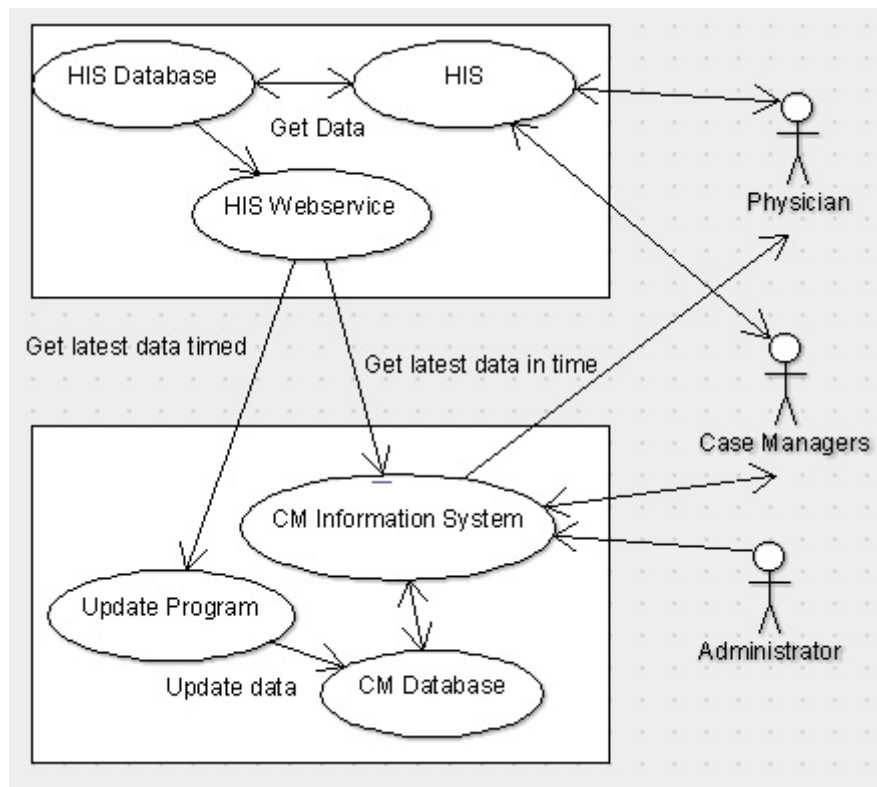 HIS Database
HIS
Get Data
HIS Webservice
Physician
Get latest data timed
Get latest data in time
Case Managers
CM Information System
Update Program
Administrator
Update data
CM Database